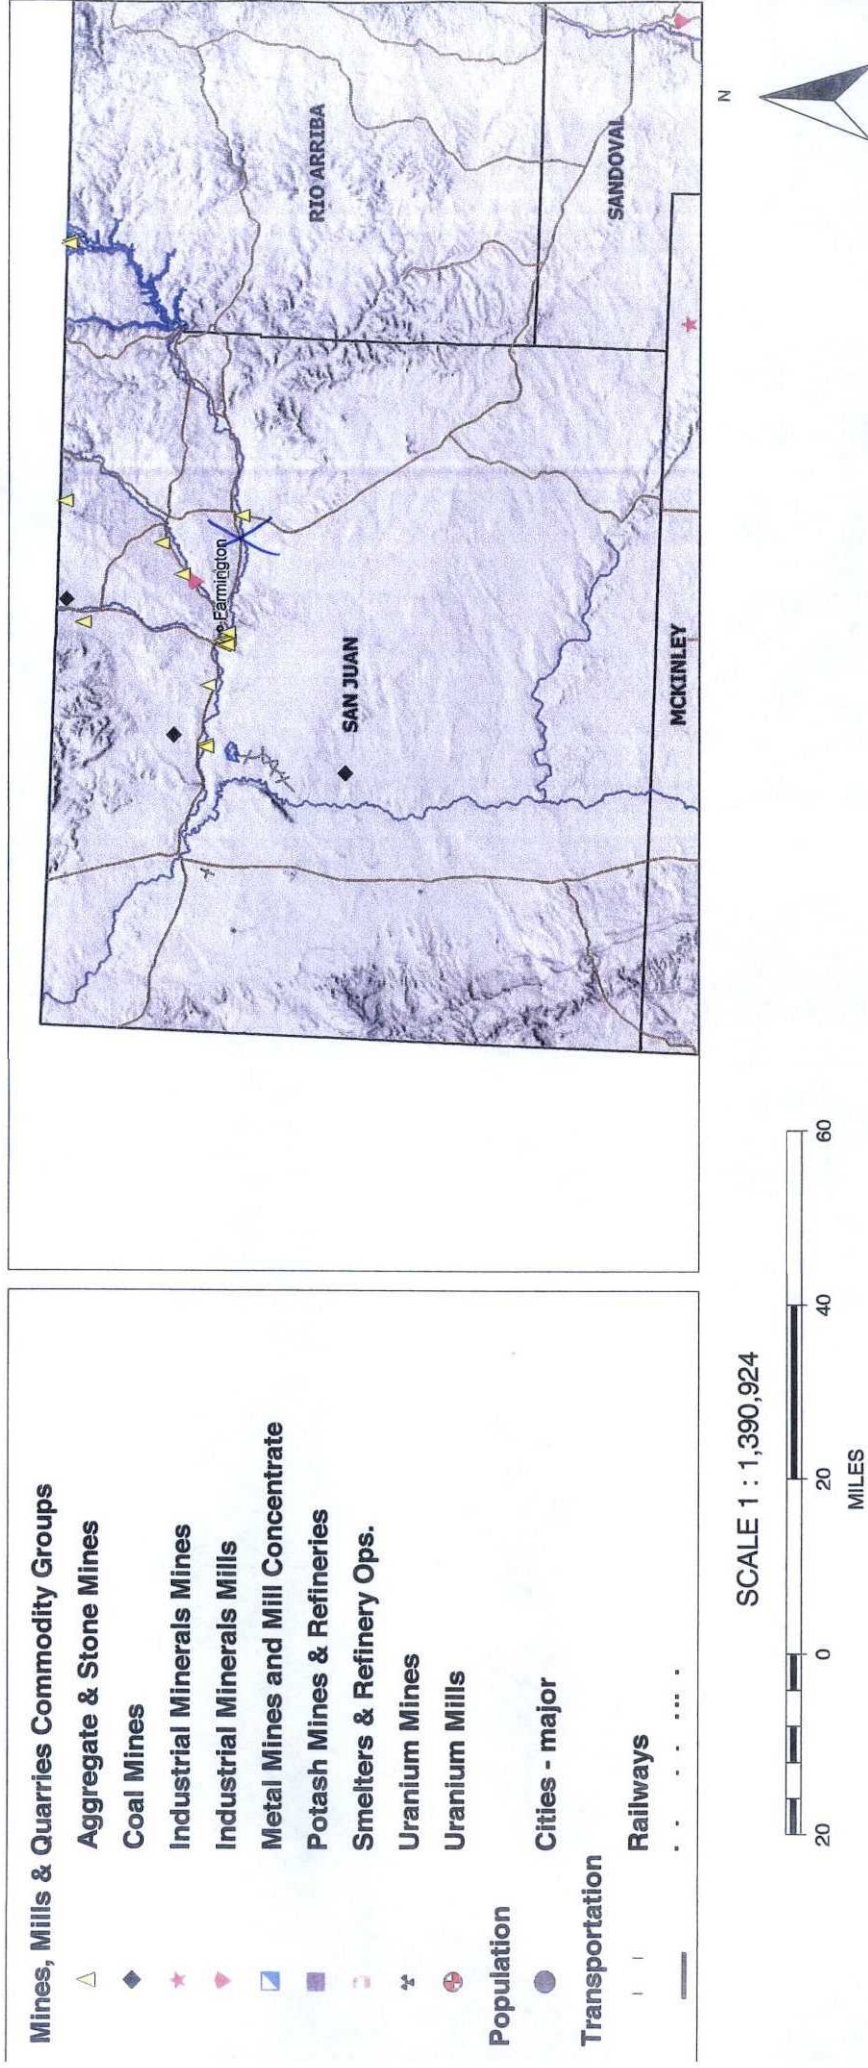 Mines, Mills & Quarries Commodity Groups
Aggregate & Stone Mines
Coal Mines
Industrial Minerals Mines
Industrial Minerals Mills
Metal Mines and Mill Concentrate
Potash Mines & Refineries
Smelters & Refinery Ops.
Uranium Mines
Uranium Mills
Population
Cities - major
Transportation
Railways
Farmington
SAN JUAN
RIO ARRIBA
SANDOVAL
MCKINLEY
SCALE 1 : 1,390,924
20 0 20 40 60
MILES
N